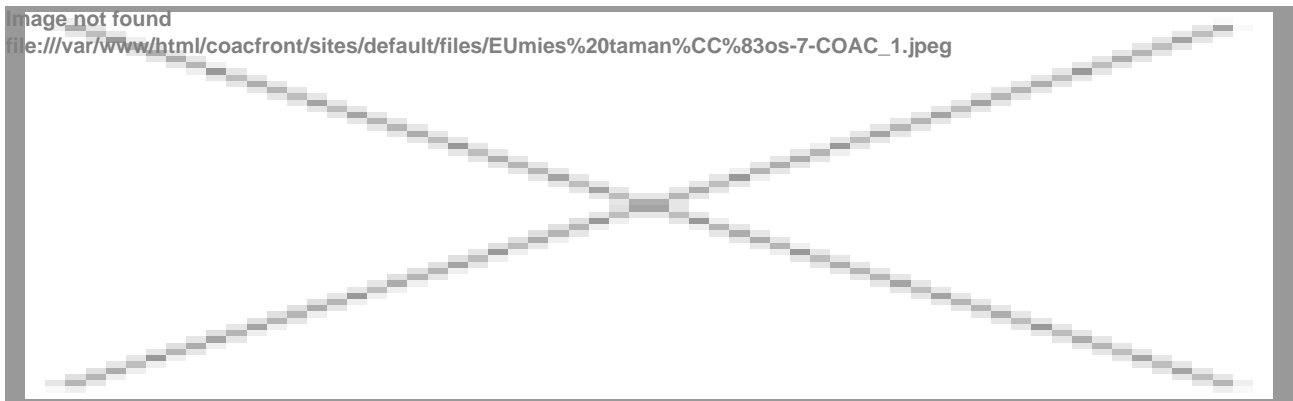 Image not found
file:///var/www/html/coacfront/sites/default/files/EUmies%20taman%CC%83os-7-COAC_1.jpeg